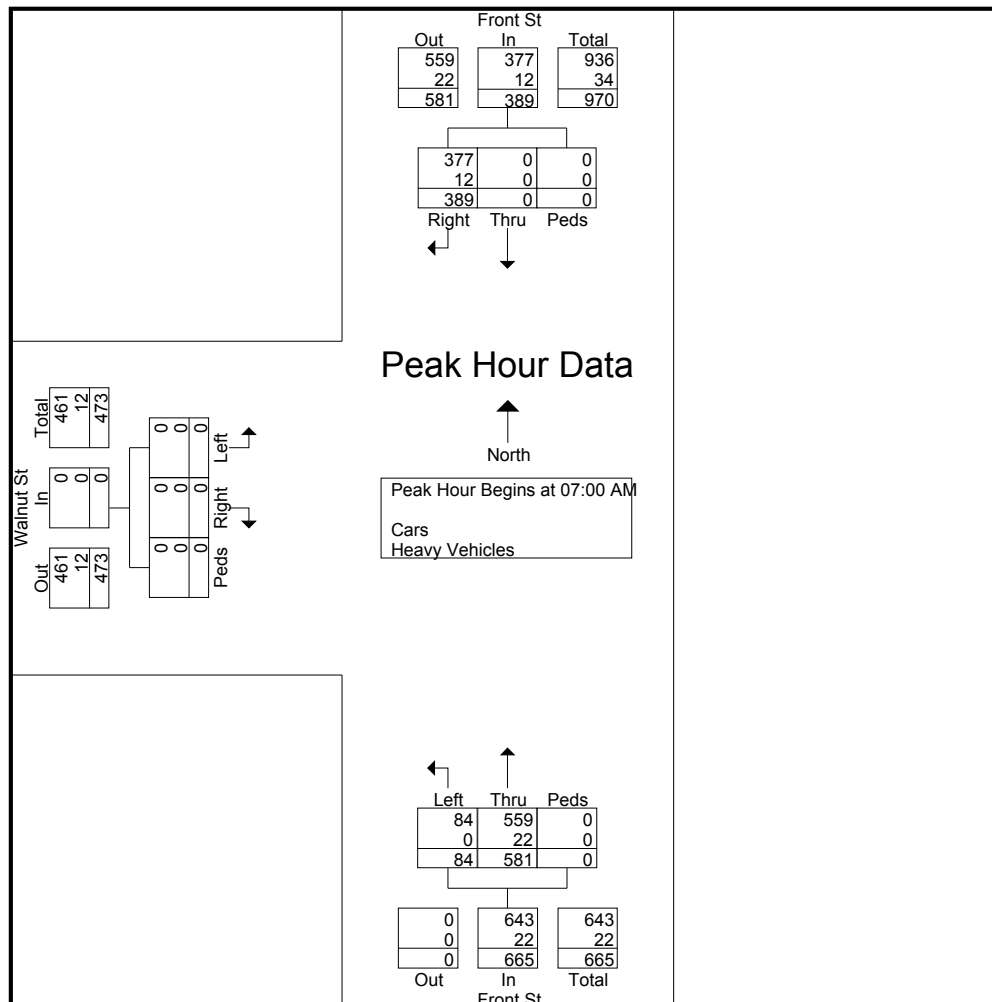 Front St
Out In Total
559 377 936
22 12 34
581 389 970
377 0 0
12 0 0
389 0 0
Right Thru Peds
Peak Hour Data
North
Peak Hour Begins at 07:00 AM
Cars
Heavy Vehicles
Walnut St
Out In Total
461 0 461
12 0 12
473 0 473
0 0 0
0 0 0
0 0 0
Peds Right Left
Left Thru Peds
84 559 0
0 22 0
84 581 0
0 643 643
0 22 22
0 665 665
Out In Total
Front St